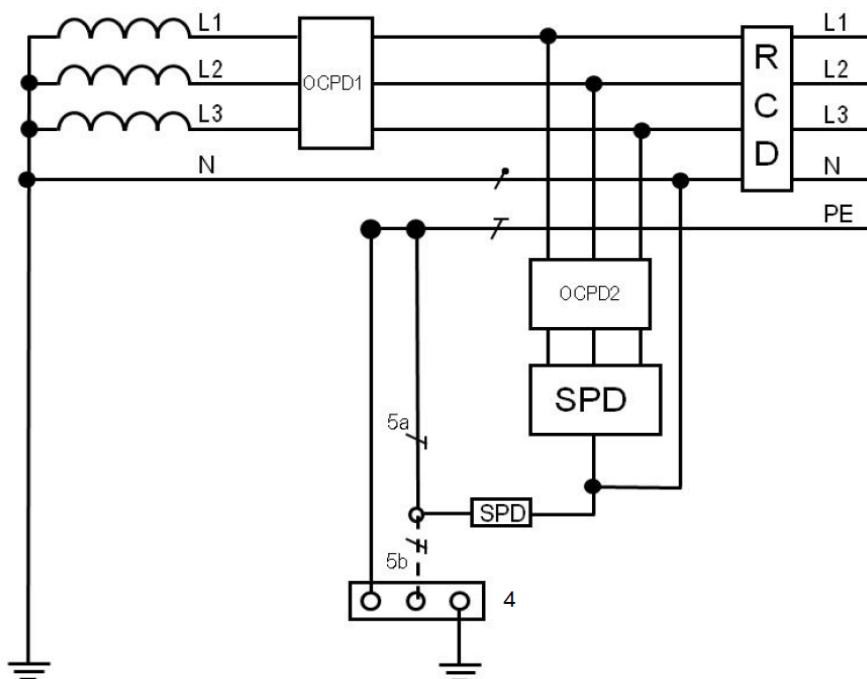 L1 L1
L2 OCPD1 R L2
L3 C L3
N D N
PE
OCPD2
SPD
5a
SPD
5b
4